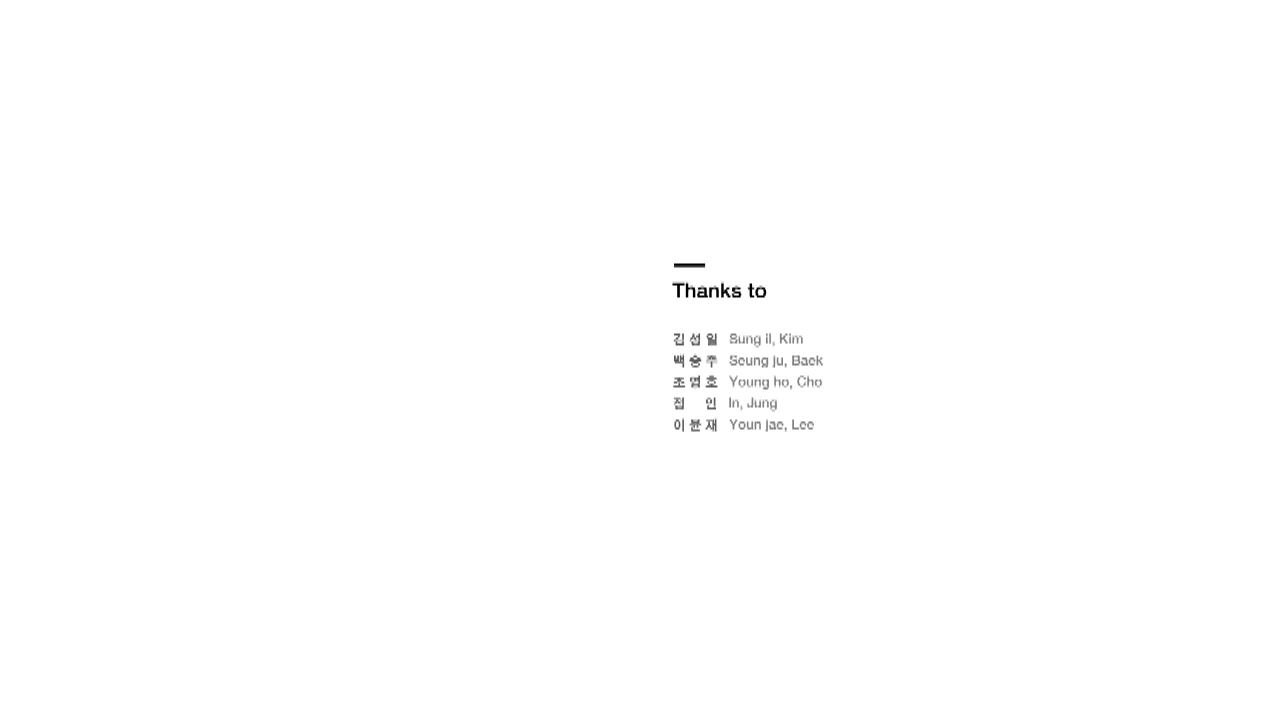 Thanks to
김성일 Sung il, Kim
백승주 Seung ju, Baek
조영호 Young ho, Cho
정 인 In, Jung
이윤재 Youn jae, Lee